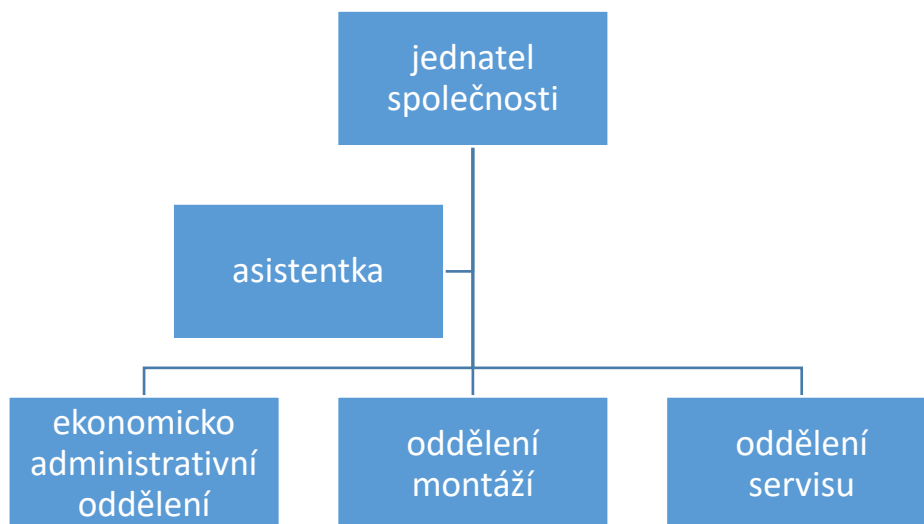 jednatel
společnosti
asistentka
ekonomicko
administrativní
oddělení
oddělení
montáží
oddělení
servisu